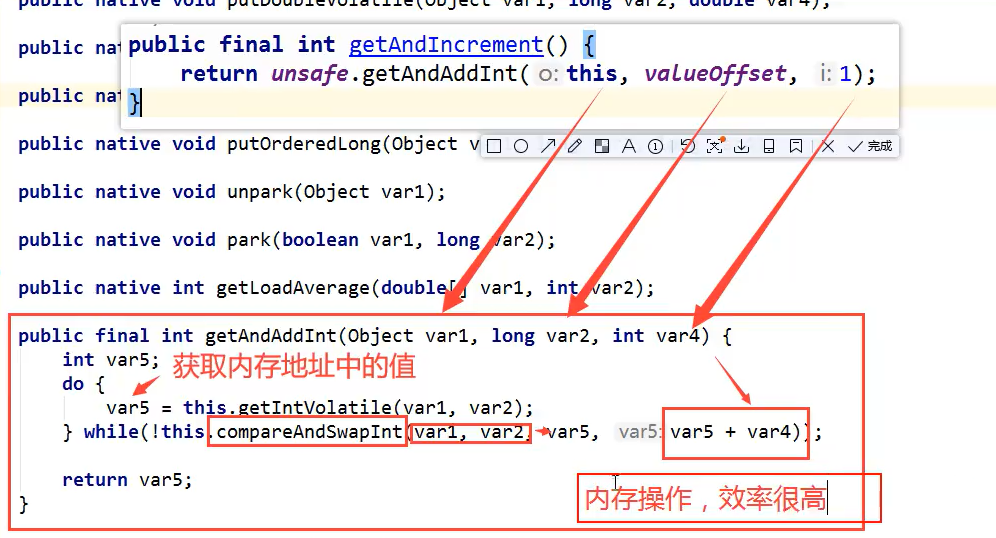 public native void putDoubleVolatile(Object var1, long var2, double var4);
public final int getAndIncrement() {
public nat
return unsafe.getAndAddInt( o: this, valueOffset, i: 1);
public nat
}
public native void putOrderedLong(Object v
完成
public native void unpark(Object var1);
public native void park(boolean var1, long var2);
public native int getLoadAverage(double[] var1, int var2);
public final int getAndAddInt(Object var1, long var2, int var4) {
int var5;
获取内存地址中的值
do {
var5 = this.getIntVolatile(var1, var2);
} while(!this.compareAndSwapInt(var1, var2, var5, var5: var5 + var4));
return var5;
内存操作，效率很高
}